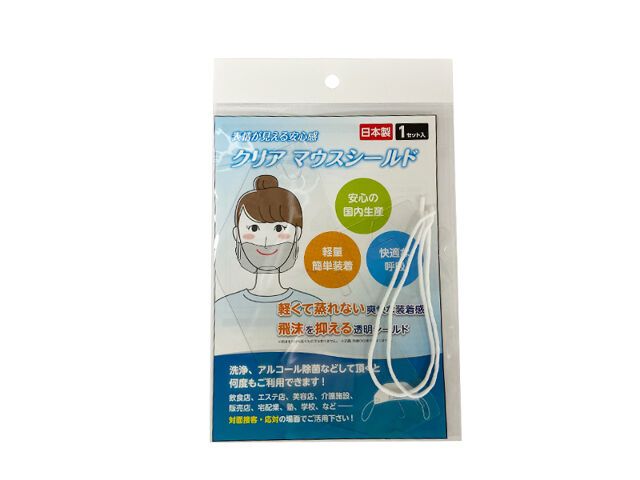 日本製
1セット入
表情が見える安心感
クリア マウスシールド
安心の
国内生産
軽量
簡単装着
快適な
呼吸
軽くて蒸れない爽快な装着感
飛沫を抑える透明シールド
洗浄、アルコール除菌などして頂くと
何度もご利用できます！
飲食店、エステ店、美容店、介護施設、
販売店、宅配業、塾、学校、など――
対面接客・応対の場面でご活用下さい！